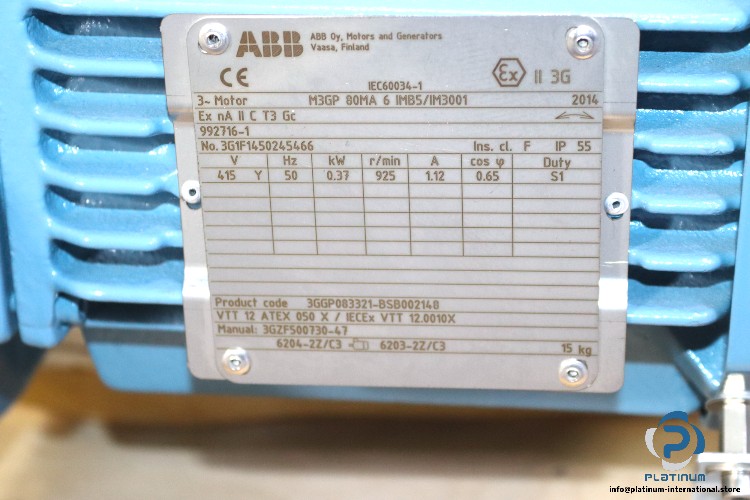 ABB ABB Oy, Motors and Generators
Vaasa, Finland
CE IEC60034-1 Ex II 3G
3~ Motor M3GP 80MA 6 IMB5/IM3001 2014
Ex nA II C T3 Gc
992716-1
No. 3G1F1450245466 Ins. cl. F IP 55
V Hz kW r/min A cos φ Duty
415 Y 50 0.37 925 1.12 0.65 S1
Product code 3GGP083321-BSB002148
VTT 12 ATEX 050 X / IECEx VTT 12.0010X
Manual: 3GZF500730-47
6204-2Z/C3 6203-2Z/C3 15 kg
PLATINUM
info@platinum-international.store